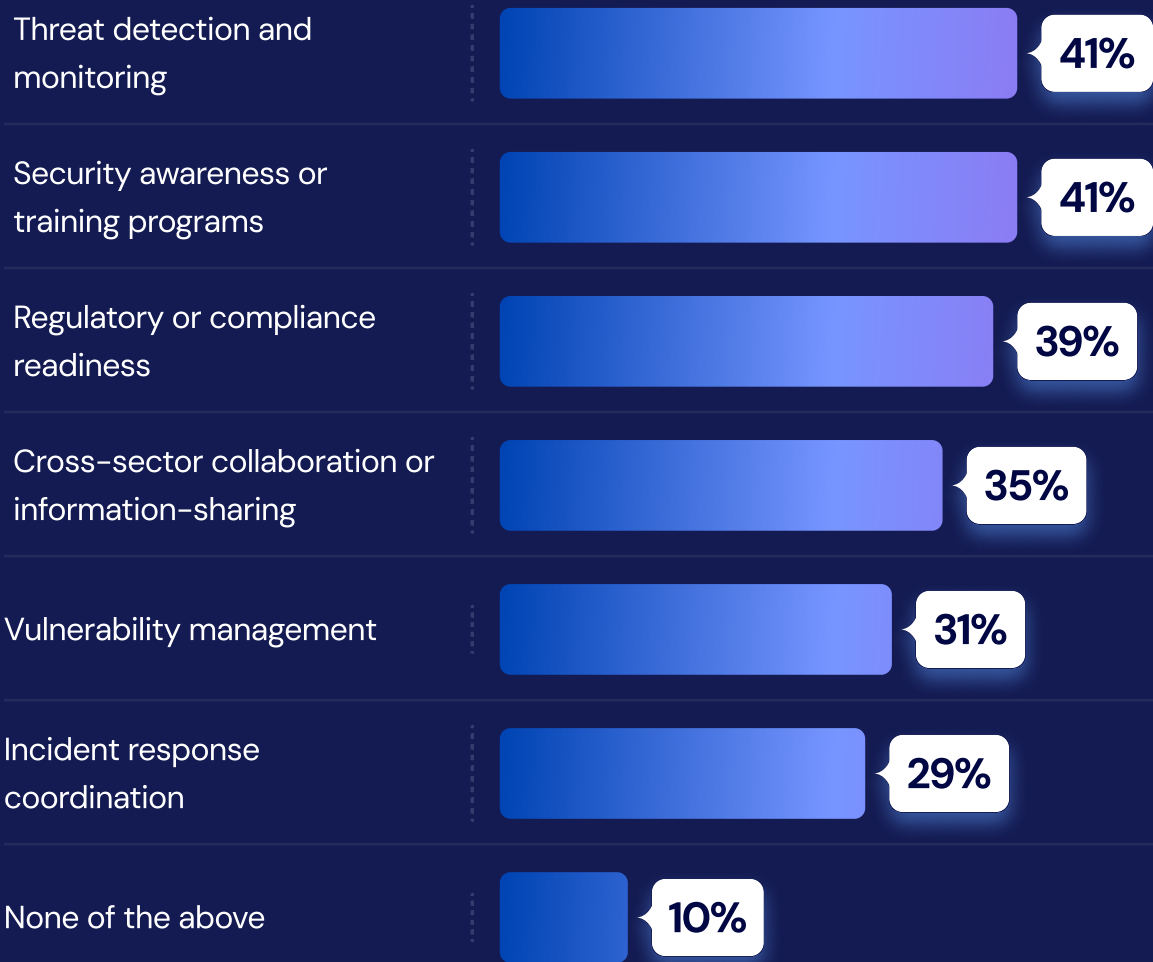 Threat detection and
monitoring
41%
Security awareness or
training programs
41%
Regulatory or compliance
readiness
39%
Cross-sector collaboration or
information-sharing
35%
Vulnerability management
31%
Incident response
coordination
29%
None of the above
10%